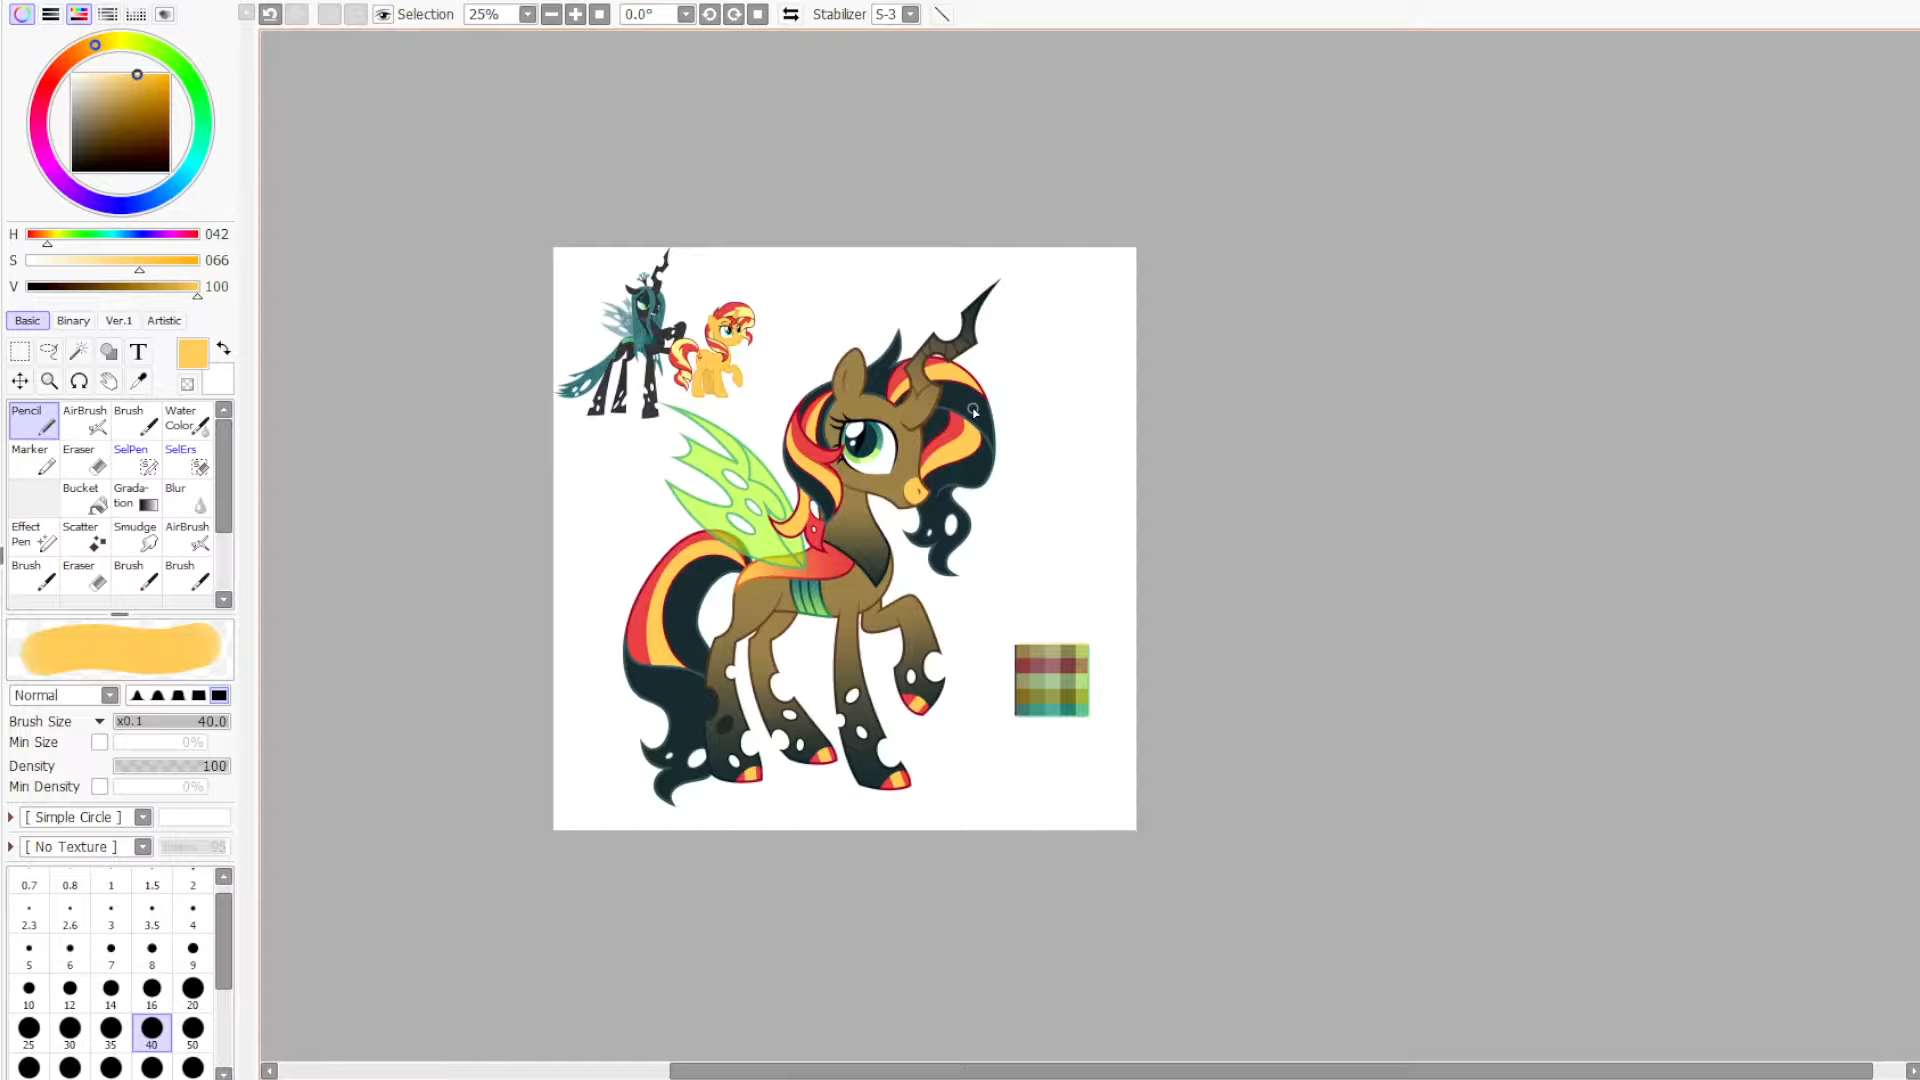 Selection 25% 0.0° Stabilizer S-3
H 042
S 066
V 100
Basic Binary Ver.1 Artistic
T
Pencil AirBrush Brush Water Color
Marker Eraser SelPen SelErs
Bucket Grada-tion Blur
Effect Pen Scatter Smudge AirBrush
Brush Eraser Brush Brush
Normal
Brush Size x0.1 40.0
Min Size 0%
Density 100
Min Density 0%
[ Simple Circle ]
[ No Texture ] 95
0.7 0.8 1 1.5 2
2.3 2.6 3 3.5 4
5 6 7 8 9
10 12 14 16 20
25 30 35 40 50